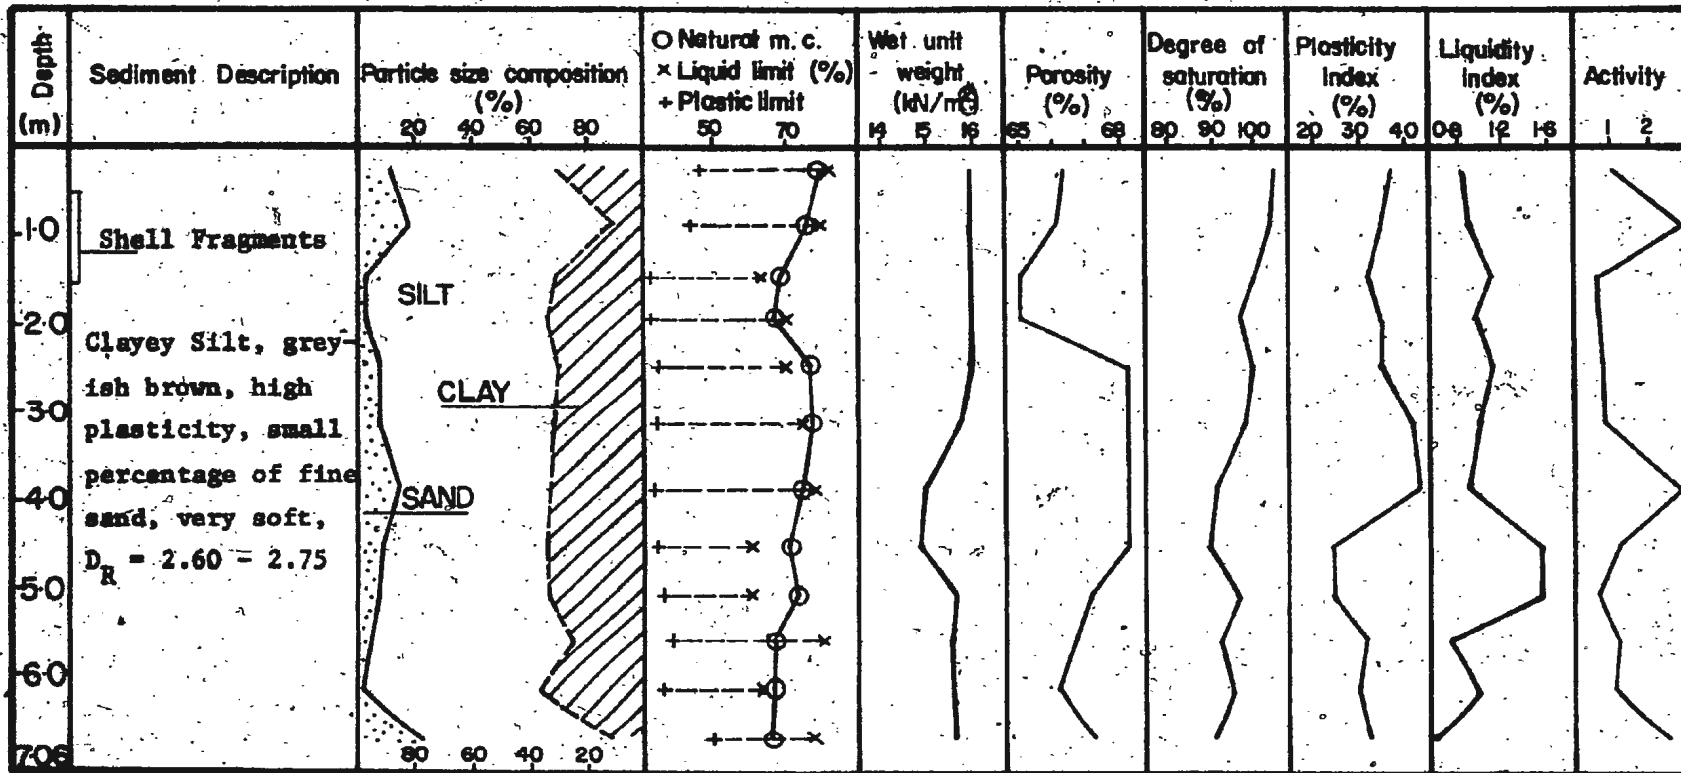 Depth
(m)
Sediment Description
Particle size composition
(%)
20 40 60 80
O Natural m. c.
× Liquid limit (%)
+ Plastic limit
50 70
Wet unit
weight
14 15 16
Porosity
(%)
65 68
Degree of
saturation
(%)
80 90 100
Plasticity
index
(%)
20 30 40
Liquidity
index
(%)
0·8 1·2 1·6
Activity
1 2
1·0
Shell Fragments
SILT
2·0
Clayey Silt, grey-
ish brown, high
CLAY
3·0
plasticity, small
percentage of fine
4·0
SAND
sand, very soft,
D_R = 2.60 - 2.75
5·0
6·0
7·06
80 60 40 20